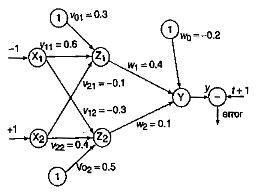 1
v01 = 0.3
1
w0 = -0.2
-1
X1
v11 = 0.6
Z1
w1 = 0.4
v21 = -0.1
Y
y
-
t + 1
error
v12 = -0.3
w2 = 0.1
+1
X2
v22 = 0.4
Z2
1
Vo2 = 0.5